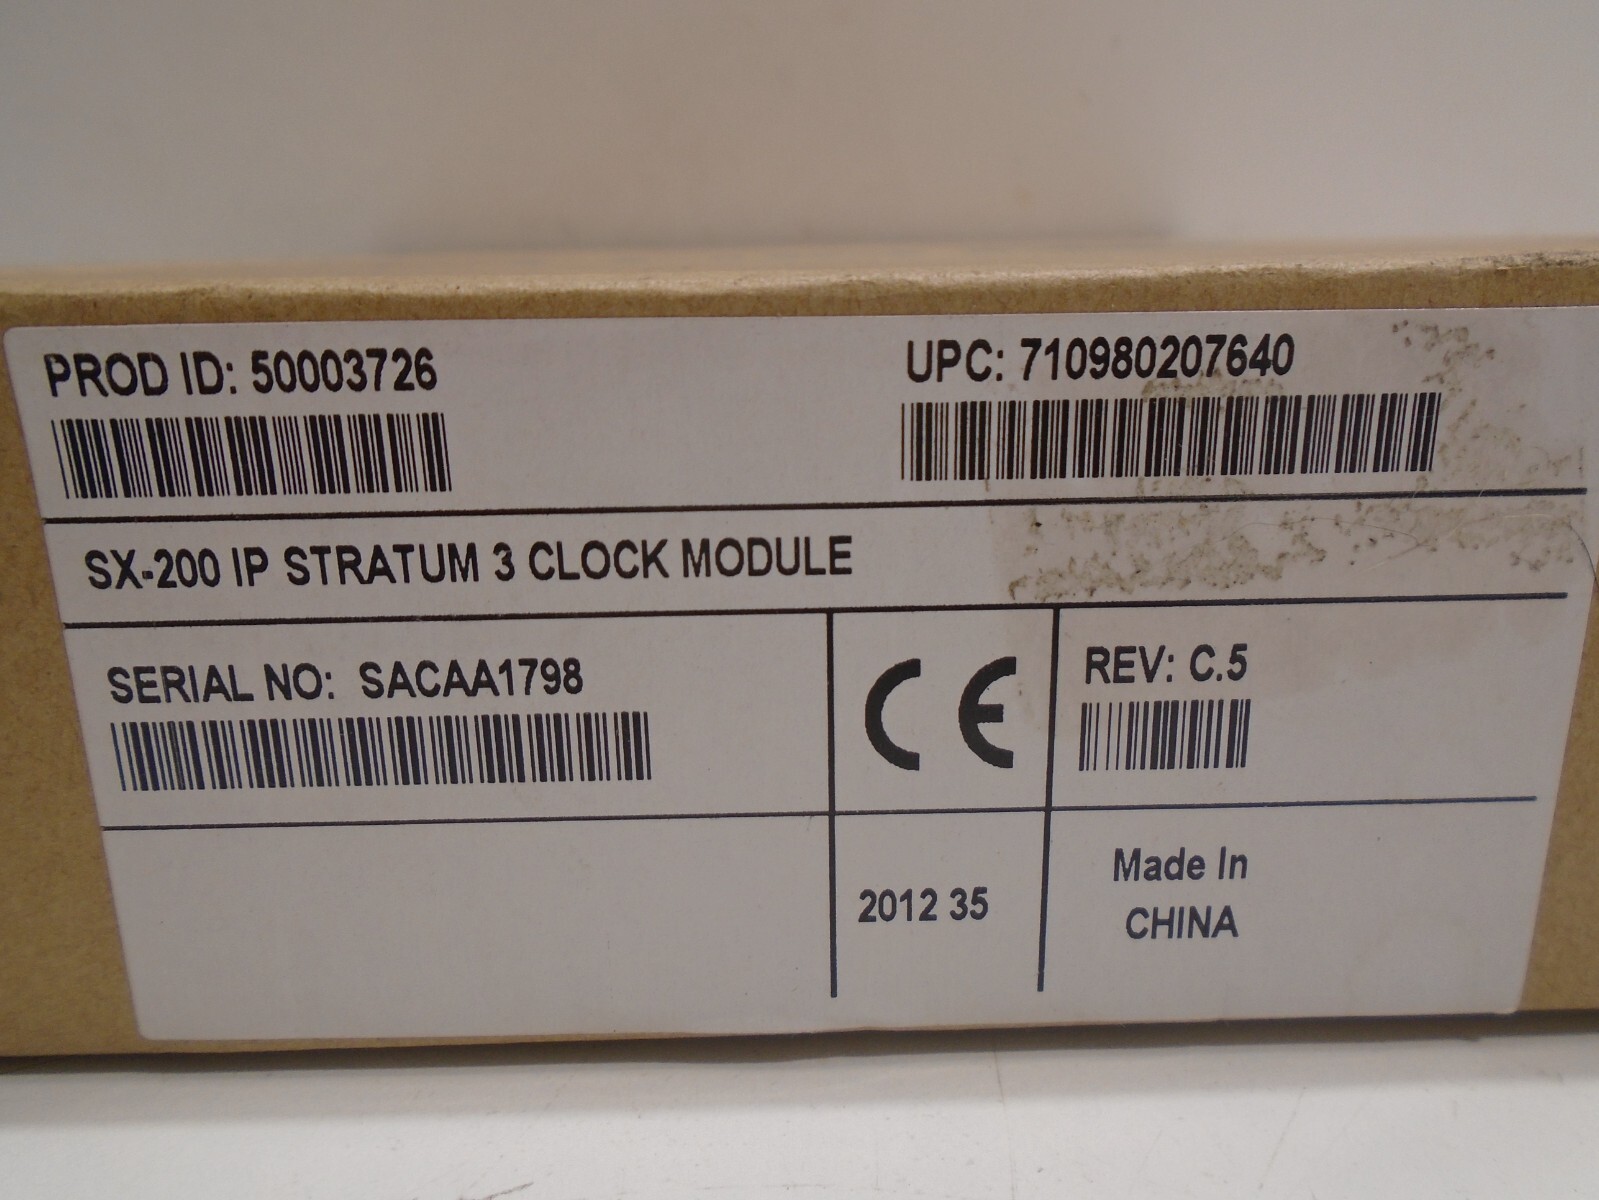 PROD ID: 50003726
UPC: 710980207640
SX-200 IP STRATUM 3 CLOCK MODULE
SERIAL NO: SACAA1798
CE
REV: C.5
2012 35
Made In
CHINA